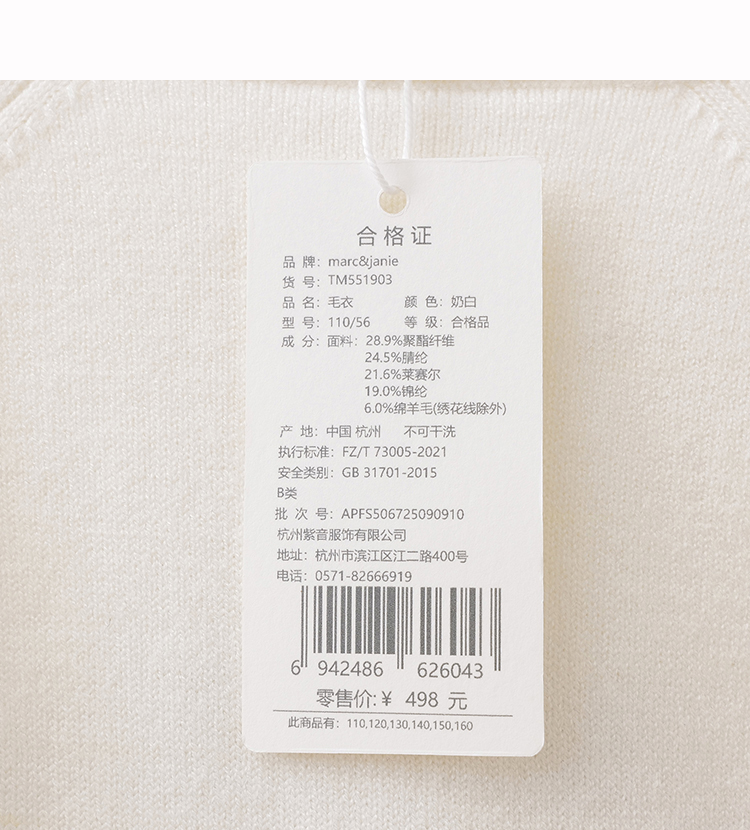 合格证
品 牌：marc&janie
货 号：TM551903
品 名：毛衣 颜 色：奶白
型 号：110/56 等 级：合格品
成 分：面料：28.9%聚酯纤维
24.5%腈纶
21.6%莱赛尔
19.0%锦纶
6.0%绵羊毛(绣花线除外)
产 地：中国 杭州 不可干洗
执行标准：FZ/T 73005-2021
安全类别：GB 31701-2015
B类
批 次 号：APFS506725090910
杭州紫音服饰有限公司
地址：杭州市滨江区江二路400号
电话：0571-82666919
6 942486 626043
零售价:￥ 498 元
此商品有：110,120,130,140,150,160